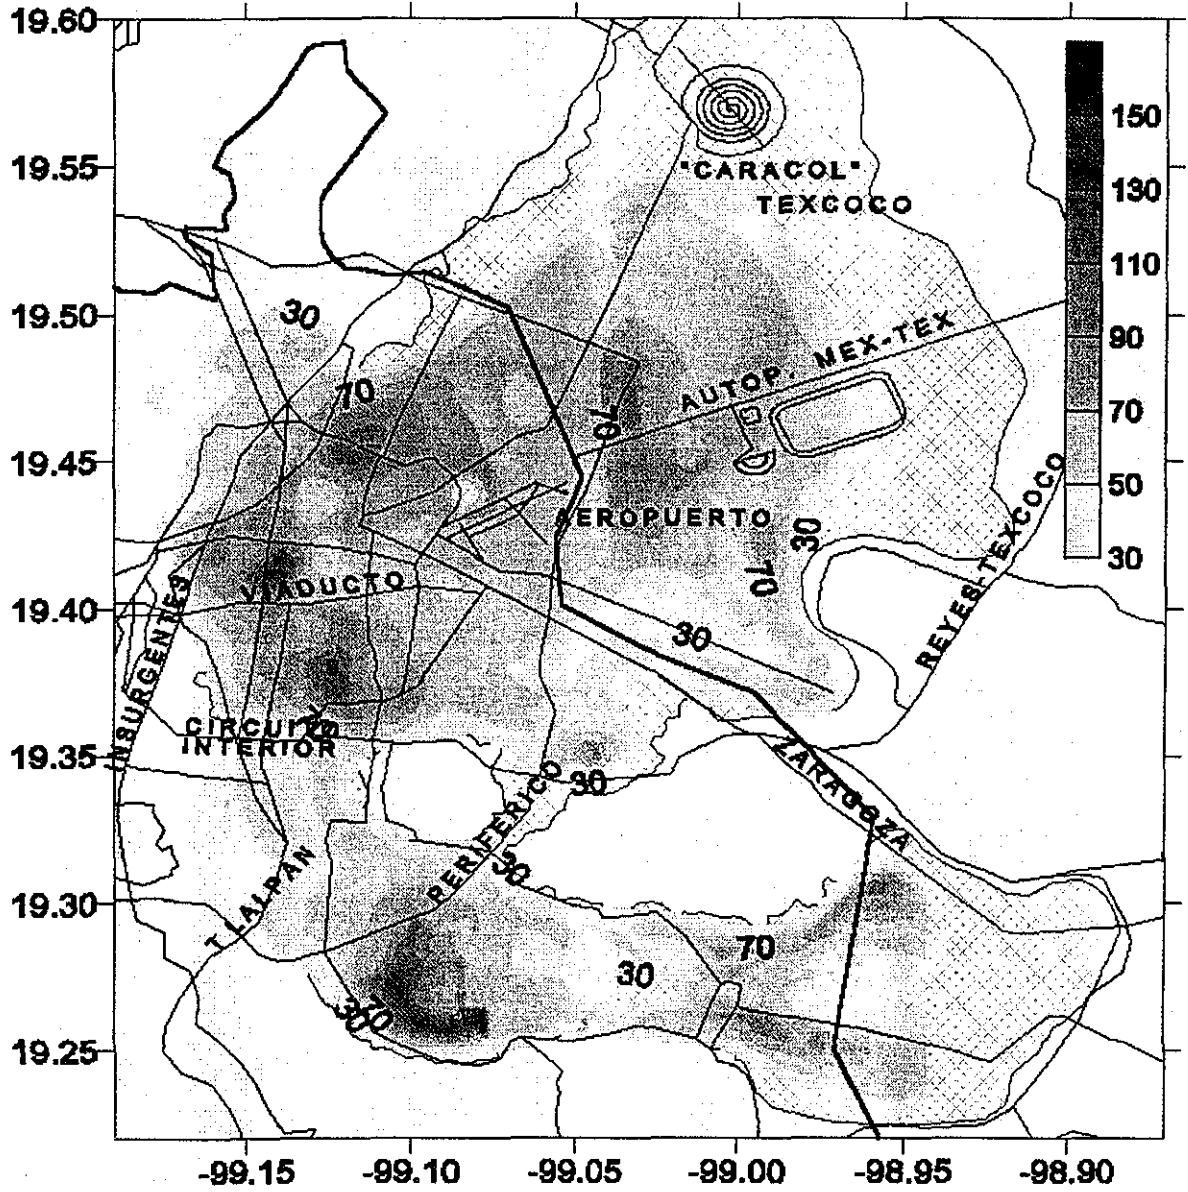 19.60
19.55
19.50
19.45
19.40
19.35
19.30
19.25
-99.15
-99.10
-99.05
-99.00
-98.95
-98.90
150
130
110
90
70
50
30
"CARACOL"
TEXCOCO
30
70
AUTOP. MEX-TEX
70
AEROPUERTO
30
70
REYES-TEXCOCO
VIADUCTO
INSURGENTES
30
CIRCUITO
INTERIOR
ZARAGOZA
30
PERIFERICO
30
TLALPAN
70
30
30
70